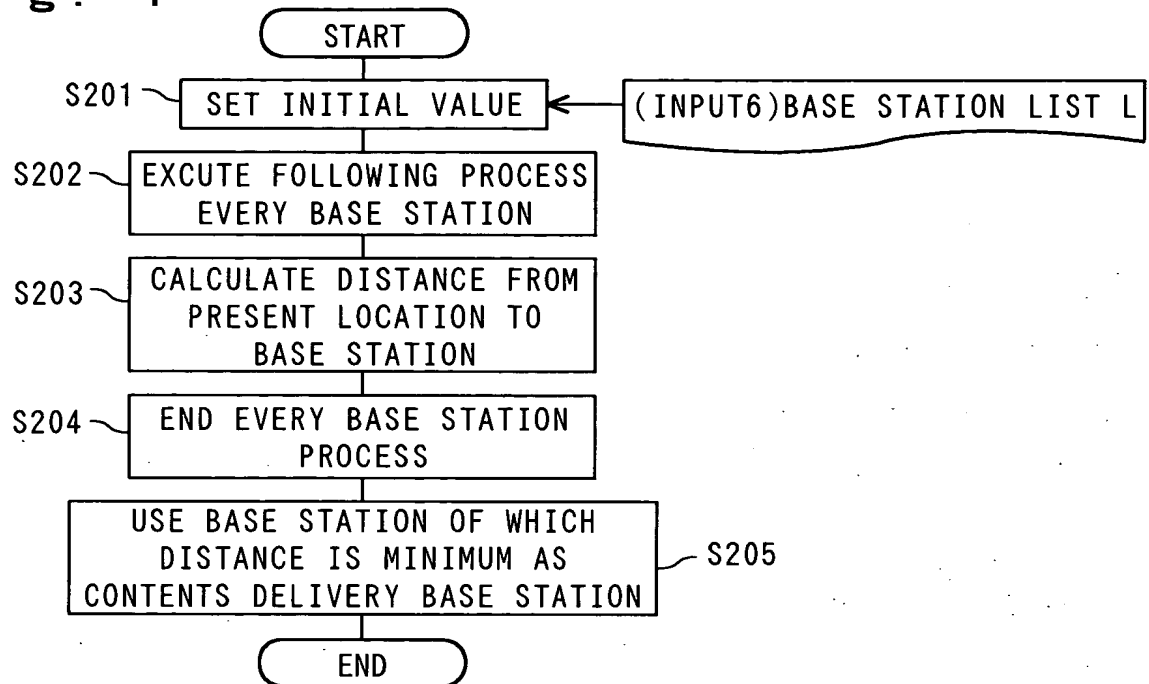 START
S201
SET INITIAL VALUE
(INPUT6)BASE STATION LIST L
S202
EXCUTE FOLLOWING PROCESS
EVERY BASE STATION
S203
CALCULATE DISTANCE FROM
PRESENT LOCATION TO
BASE STATION
S204
END EVERY BASE STATION
PROCESS
USE BASE STATION OF WHICH
DISTANCE IS MINIMUM AS
CONTENTS DELIVERY BASE STATION
S205
END